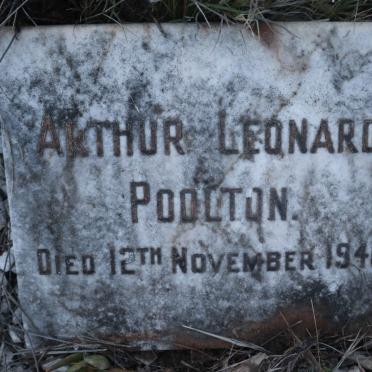 Arthur Leonard
Poolton.
Died 12th November 194